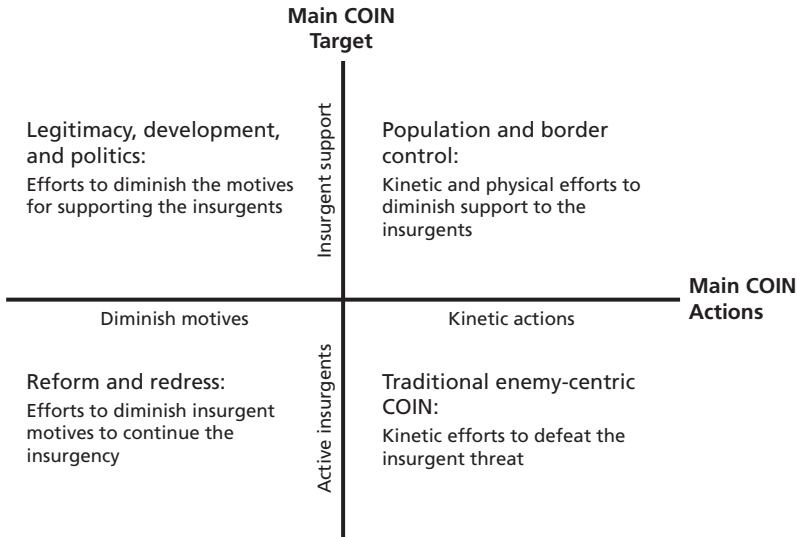 Main COIN
Target
Legitimacy, development,
and politics:
Efforts to diminish the motives
for supporting the insurgents
Insurgent support
Population and border
control:
Kinetic and physical efforts to
diminish support to the
insurgents
Main COIN
Actions
Diminish motives
Kinetic actions
Reform and redress:
Efforts to diminish insurgent
motives to continue the
insurgency
Active insurgents
Traditional enemy-centric
COIN:
Kinetic efforts to defeat the
insurgent threat